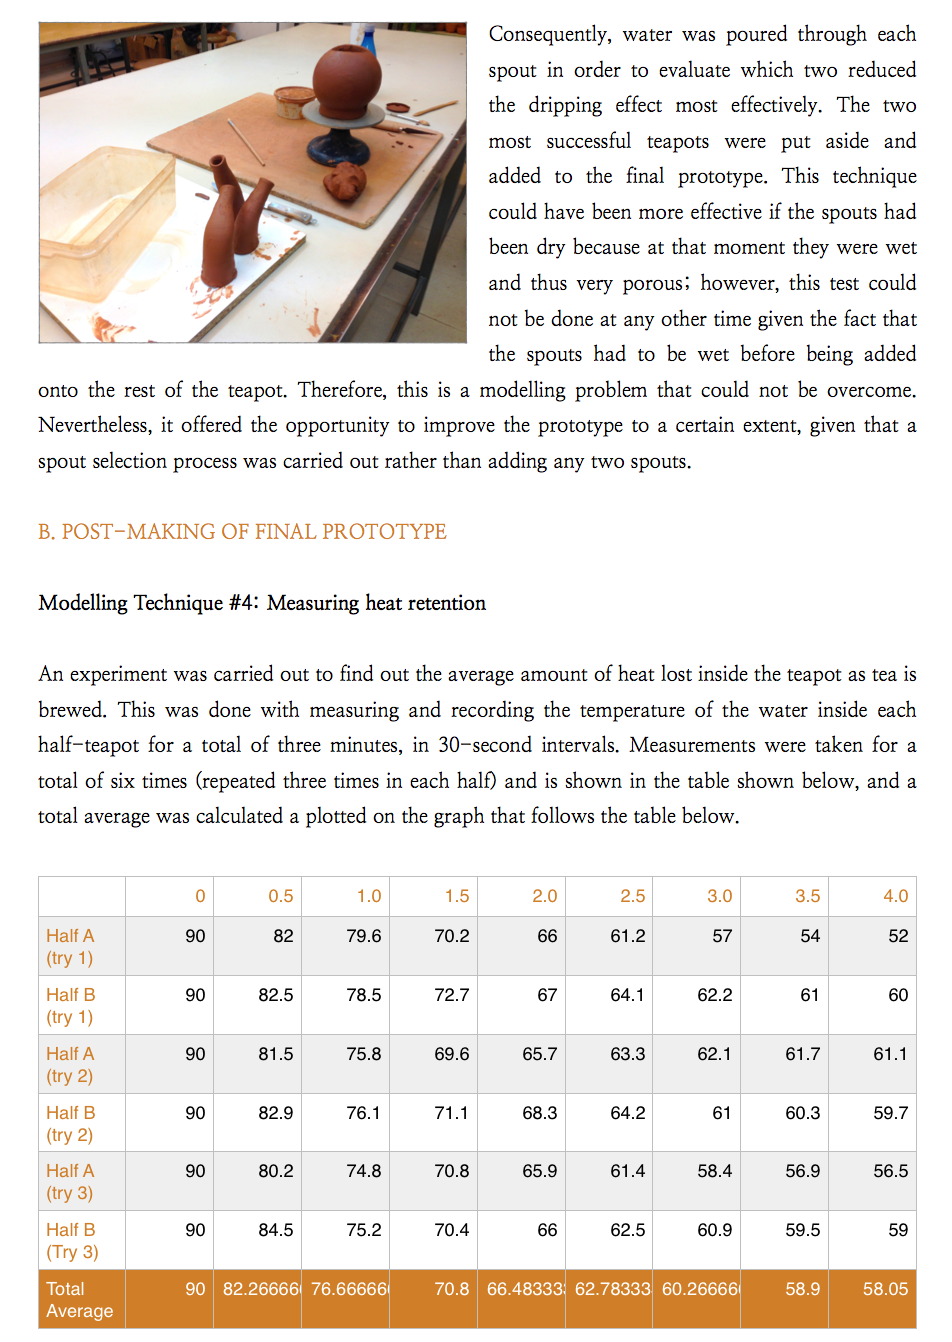 Consequently, water was poured through each
spout in order to evaluate which two reduced
the dripping effect most effectively. The two
most successful teapots were put aside and
added to the final prototype. This technique
could have been more effective if the spouts had
been dry because at that moment they were wet
and thus very porous; however, this test could
not be done at any other time given the fact that
the spouts had to be wet before being added
onto the rest of the teapot. Therefore, this is a modelling problem that could not be overcome.
Nevertheless, it offered the opportunity to improve the prototype to a certain extent, given that a
spout selection process was carried out rather than adding any two spouts.
B. POST-MAKING OF FINAL PROTOTYPE
Modelling Technique #4: Measuring heat retention
An experiment was carried out to find out the average amount of heat lost inside the teapot as tea is
brewed. This was done with measuring and recording the temperature of the water inside each
half-teapot for a total of three minutes, in 30-second intervals. Measurements were taken for a
total of six times (repeated three times in each half) and is shown in the table shown below, and a
total average was calculated a plotted on the graph that follows the table below.
0 0.5 1.0 1.5 2.0 2.5 3.0 3.5 4.0
Half A 90 82 79.6 70.2 66 61.2 57 54 52
(try 1)
Half B 90 82.5 78.5 72.7 67 64.1 62.2 61 60
(try 1)
Half A 90 81.5 75.8 69.6 65.7 63.3 62.1 61.7 61.1
(try 2)
Half B 90 82.9 76.1 71.1 68.3 64.2 61 60.3 59.7
(try 2)
Half A 90 80.2 74.8 70.8 65.9 61.4 58.4 56.9 56.5
(try 3)
Half B 90 84.5 75.2 70.4 66 62.5 60.9 59.5 59
(Try 3)
Total 90 82.26666 76.66666 70.8 66.48333 62.78333 60.26666 58.9 58.05
Average